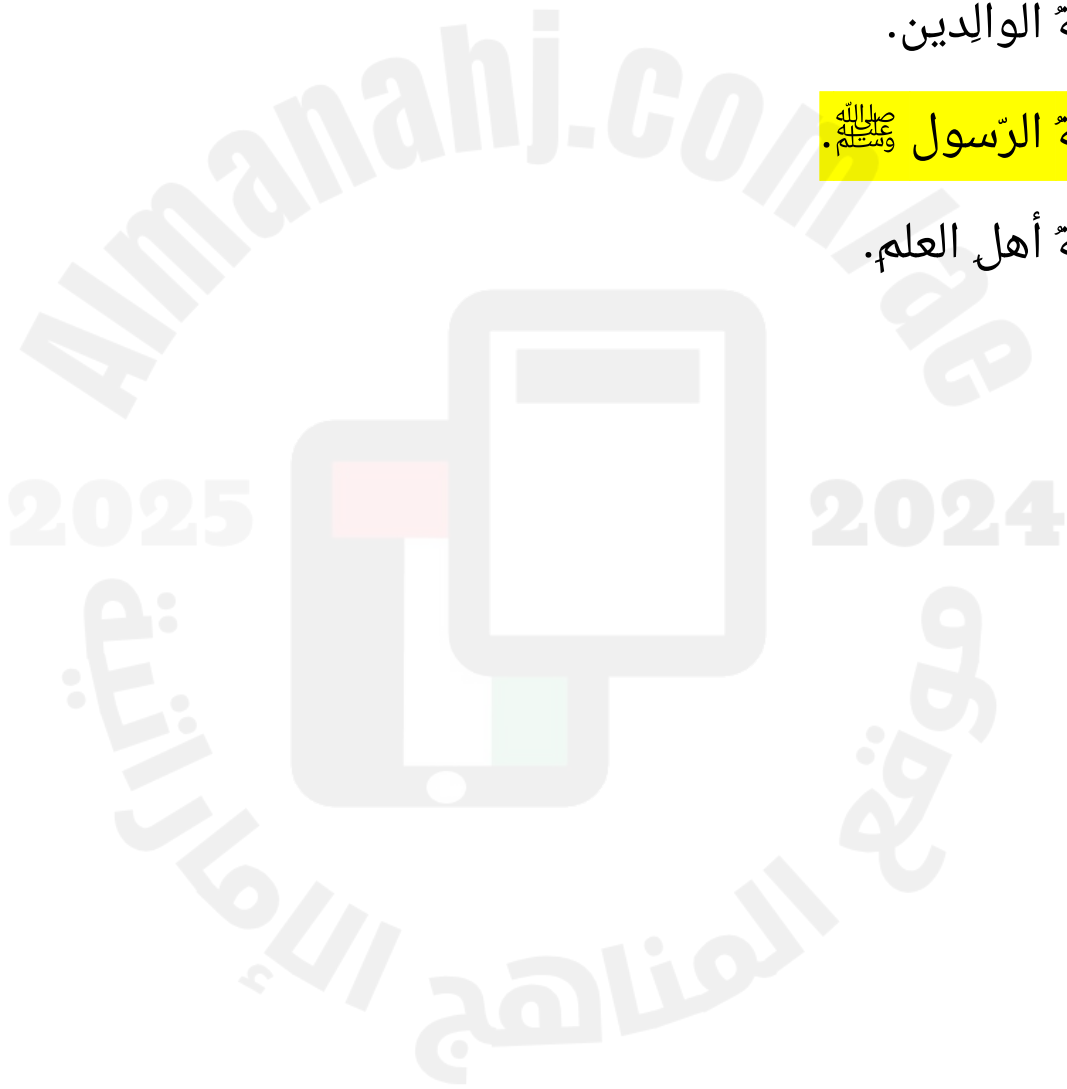 الوالِدين.
الرّسول ﷺ.
أهلِ العلمِ.
Almanahj.com/ae
2025
2024
موقع المناهج الإماراتية